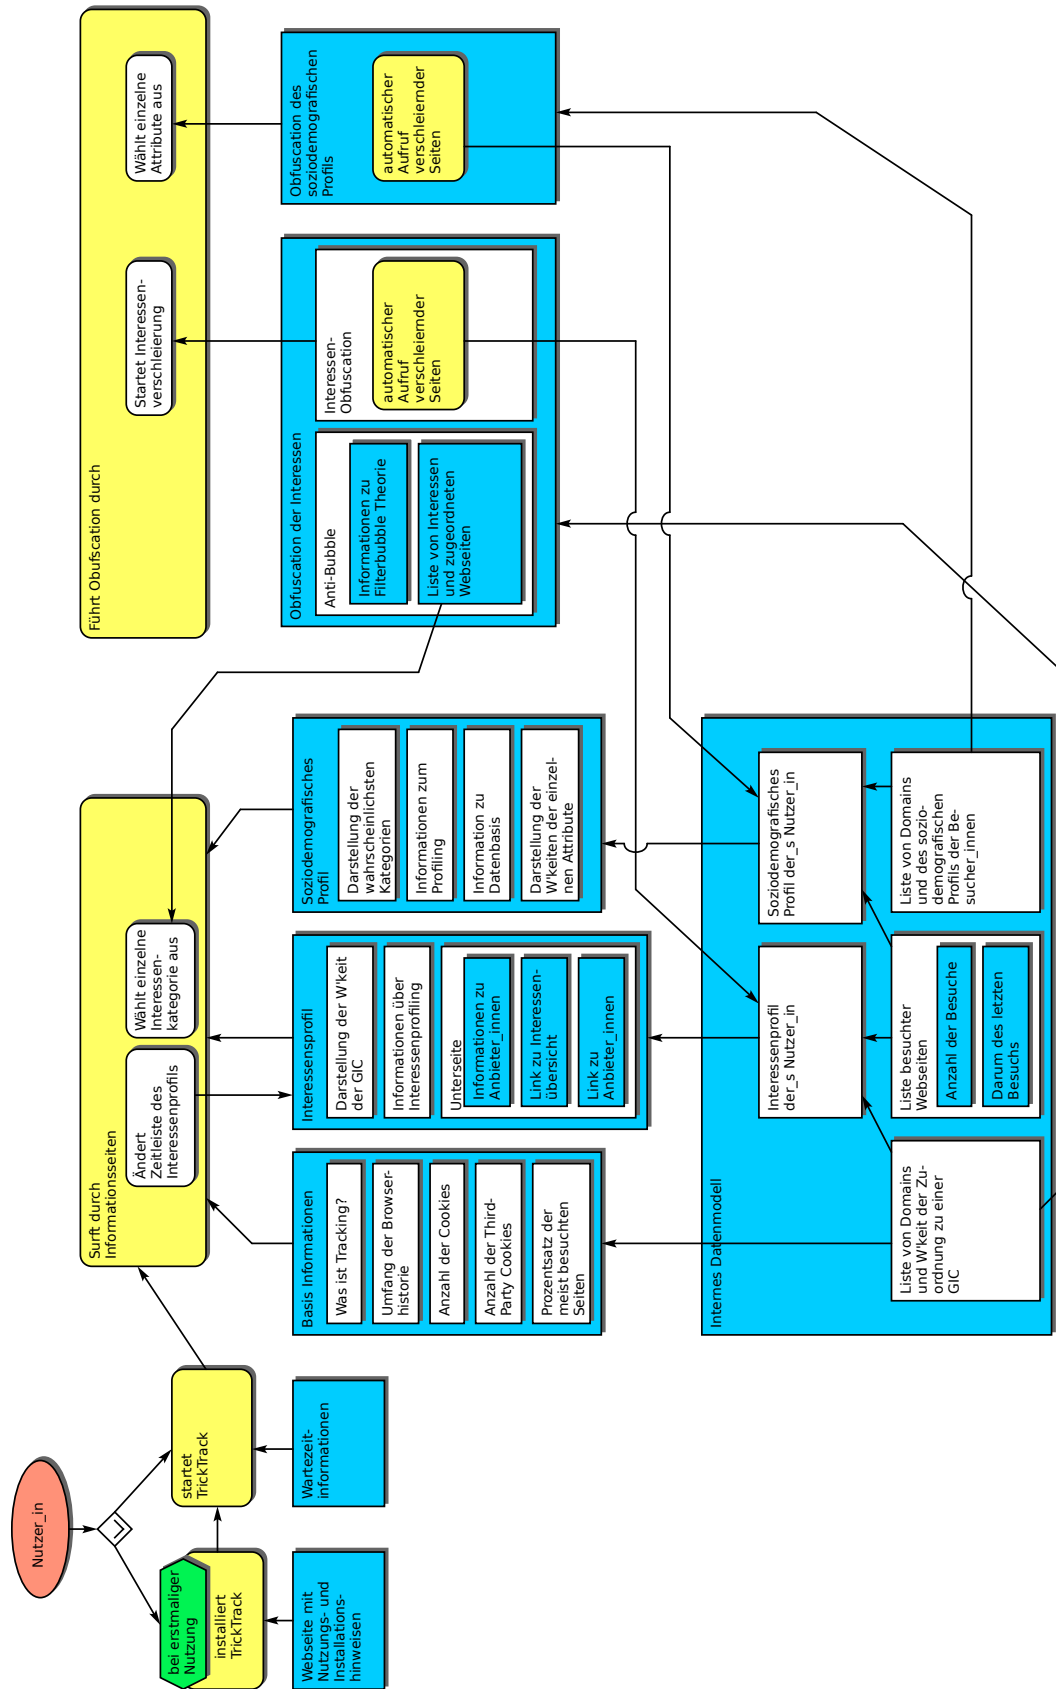 Nutzer_in
bei erstmaliger
Nutzung
installiert
TrickTrack
Webseite mit
Nutzungs- und
Installations-
hinweisen
startet
TrickTrack
Wartezeit-
informationen
Surft durch
Informationsseiten
Ändert
Zeitleiste des
Interessenprofils
Wählt einzelne
Interessen-
kategorie aus
Basis Informationen
Was ist Tracking?
Umfang der Browser-
historie
Anzahl der Cookies
Anzahl der Third-
Party Cookies
Prozentsatz der
meist besuchten
Seiten
Interessensprofil
Darstellung der W'keit
der GIC
Informationen über
Interessenprofiling
Unterseite
Informationen zu
Anbieter_innen
Link zu Interessen-
übersicht
Link zu
Anbieter_innen
Soziodemografisches
Profil
Darstellung der
wahrscheinlichsten
Kategorien
Informationen zum
Profiling
Information zu
Datenbasis
Darstellung der
W'keiten der einzel-
nen Attribute
Internes Datenmodell
Interessenprofil
der_s Nutzer_in
Soziodemografisches
Profil der_s Nutzer_in
Liste von Domains
und W'keit der Zu-
ordnung zu einer
GIC
Liste besuchter
Webseiten
Anzahl der Besuche
Darum des letzten
Besuchs
Liste von Domains
und des sozio-
demografischen
Profils der Be-
sucher_innen
Führt Obufscation durch
Startet Interessen-
verschleierung
Wählt einzelne
Attribute aus
Obfuscation der Interessen
Anti-Bubble
Informationen zu
Filterbubble Theorie
Liste von Interessen
und zugeordneten
Webseiten
Interessen-
Obfuscation
automatischer
Aufruf
verschleiernder
Seiten
Obfuscation des
soziodemografischen
Profils
automatischer
Aufruf
verschleiernder
Seiten